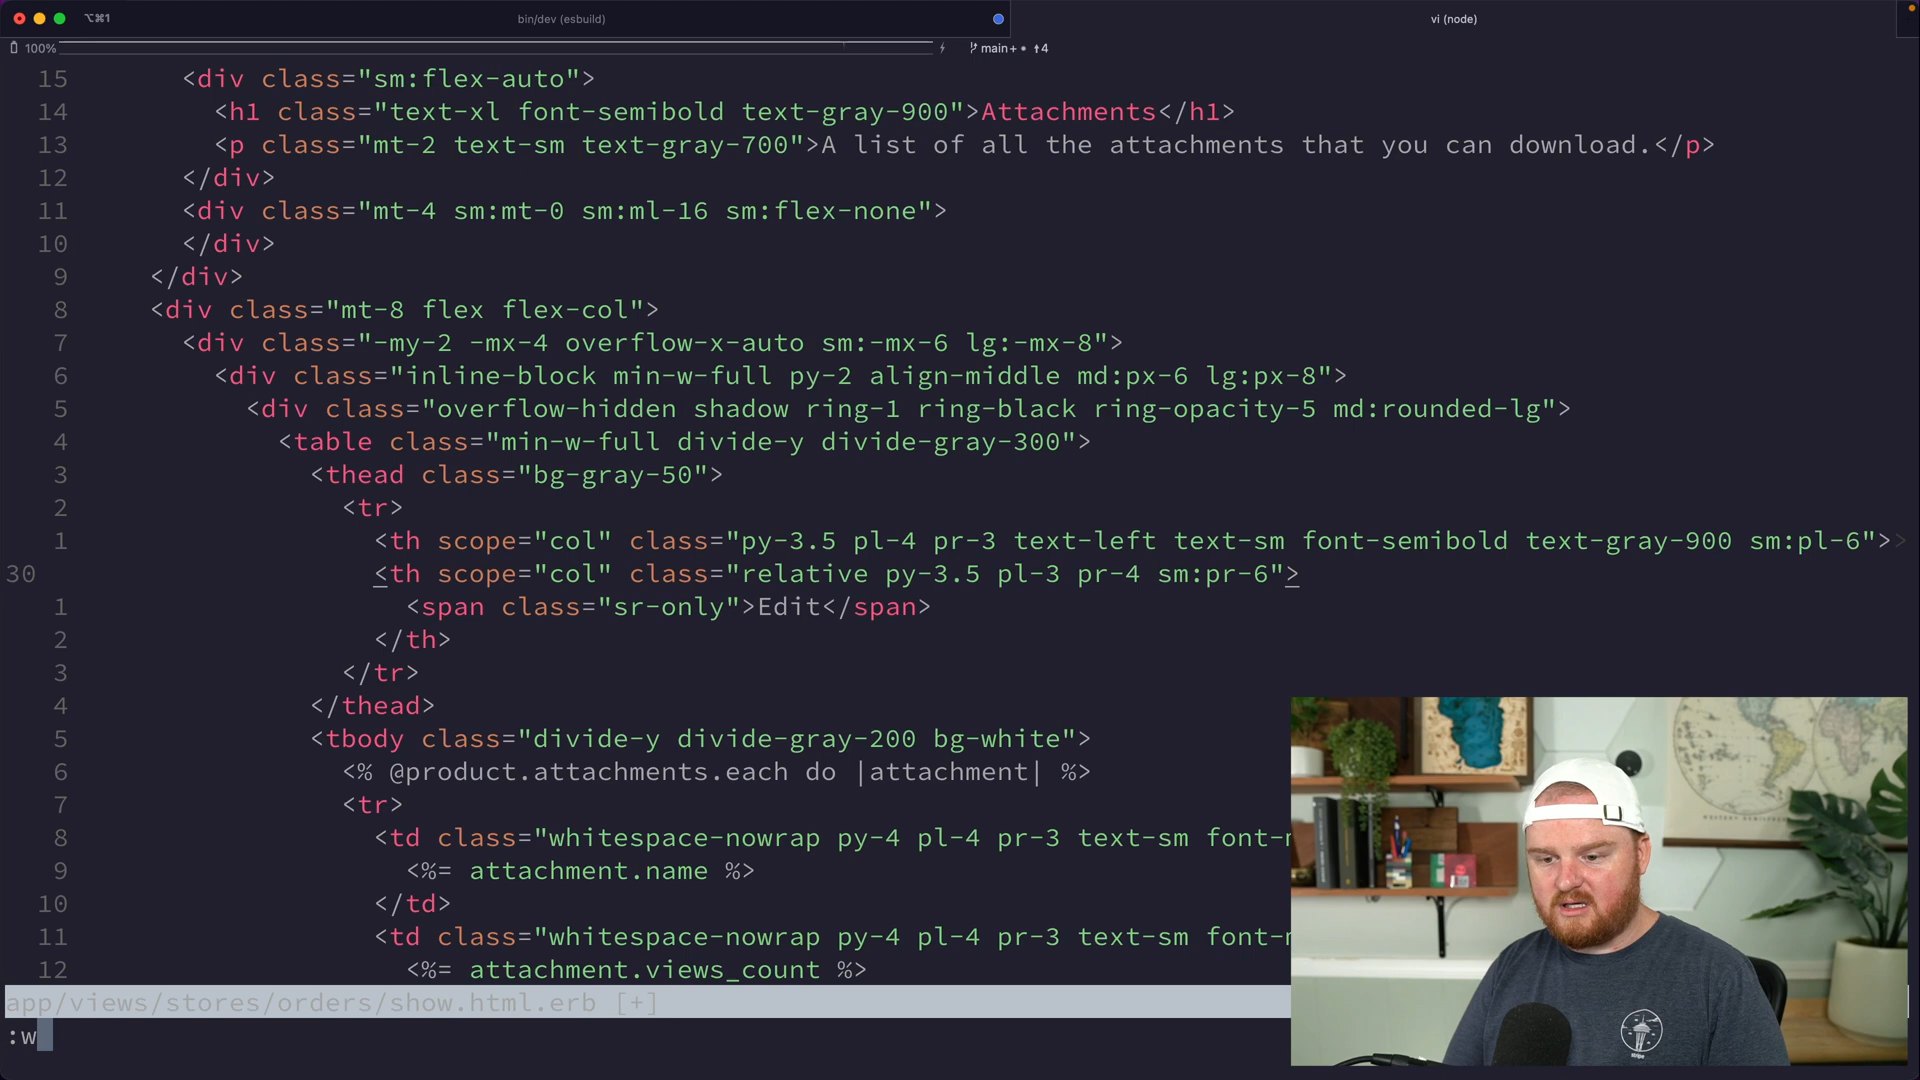 ⌥⌘1
bin/dev (esbuild)
vi (node)
100%
main+ • ↑4
15 <div class="sm:flex-auto">
14 <h1 class="text-xl font-semibold text-gray-900">Attachments</h1>
13 <p class="mt-2 text-sm text-gray-700">A list of all the attachments that you can download.</p>
12 </div>
11 <div class="mt-4 sm:mt-0 sm:ml-16 sm:flex-none">
10 </div>
9 </div>
8 <div class="mt-8 flex flex-col">
7 <div class="-my-2 -mx-4 overflow-x-auto sm:-mx-6 lg:-mx-8">
6 <div class="inline-block min-w-full py-2 align-middle md:px-6 lg:px-8">
5 <div class="overflow-hidden shadow ring-1 ring-black ring-opacity-5 md:rounded-lg">
4 <table class="min-w-full divide-y divide-gray-300">
3 <thead class="bg-gray-50">
2 <tr>
1 <th scope="col" class="py-3.5 pl-4 pr-3 text-left text-sm font-semibold text-gray-900 sm:pl-6">>
30 <th scope="col" class="relative py-3.5 pl-3 pr-4 sm:pr-6">
1 <span class="sr-only">Edit</span>
2 </th>
3 </tr>
4 </thead>
5 <tbody class="divide-y divide-gray-200 bg-white">
6 <% @product.attachments.each do |attachment| %>
7 <tr>
8 <td class="whitespace-nowrap py-4 pl-4 pr-3 text-sm
9 <%= attachment.name %>
10 </td>
11 <td class="whitespace-nowrap py-4 pl-4 pr-3 text-sm
12 <%= attachment.views_count %>
app/views/stores/orders/show.html.erb [+]
:w
stripe